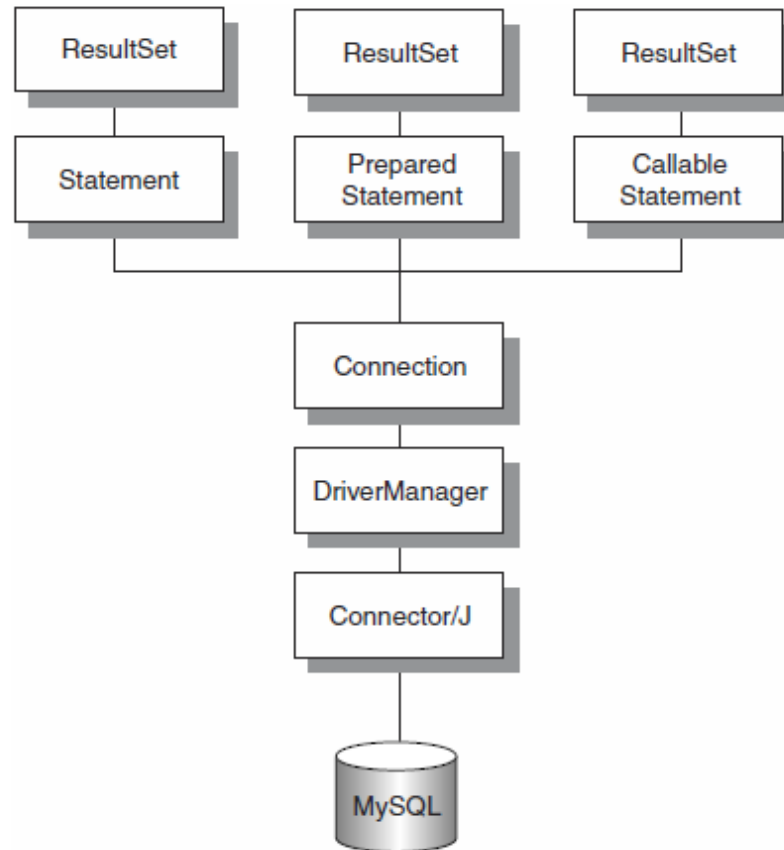 ResultSet
ResultSet
ResultSet
Statement
Prepared
Statement
Callable
Statement
Connection
DriverManager
Connector/J
MySQL